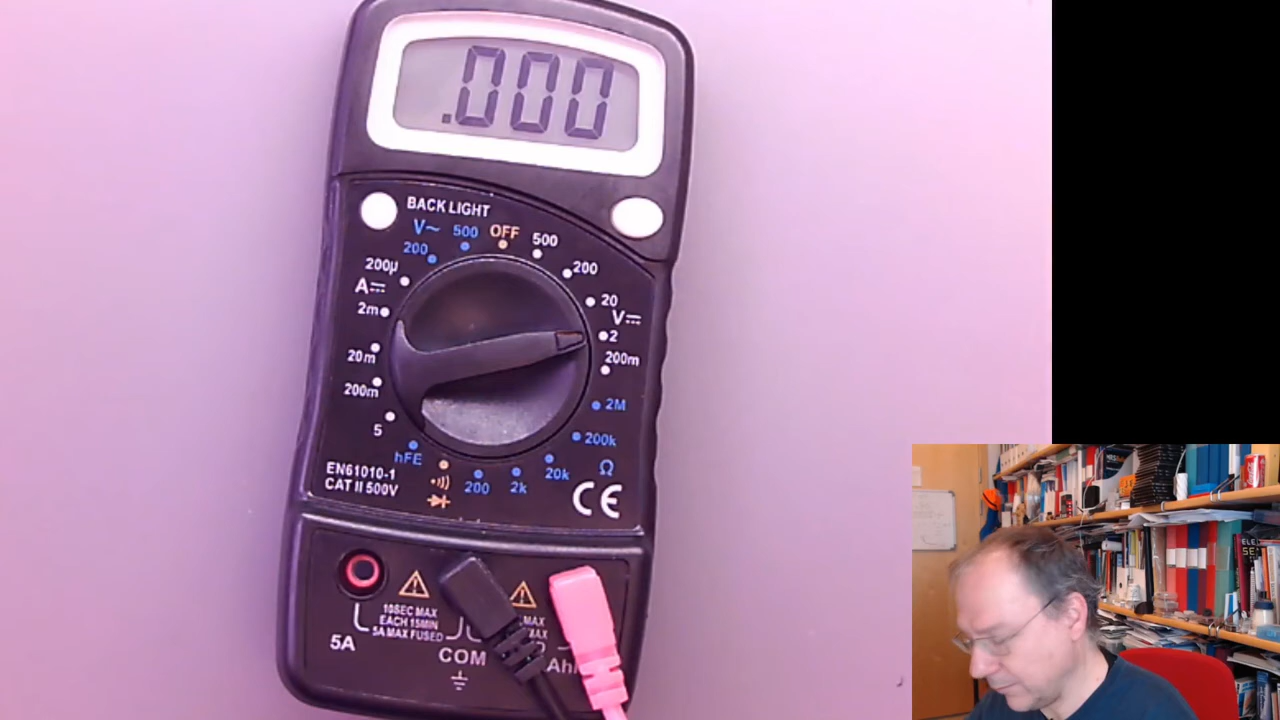 .000
BACK LIGHT
V~ 500 OFF 500
200 200
200µ
A 20
V
2m 2
200m
20m
2M
200m
200k
5
hFE Ω
20k
200 2k
EN61010-1
CAT II 500V
CE
10SEC MAX
EACH 15MIN
5A MAX FUSED
MAX
5A
COM